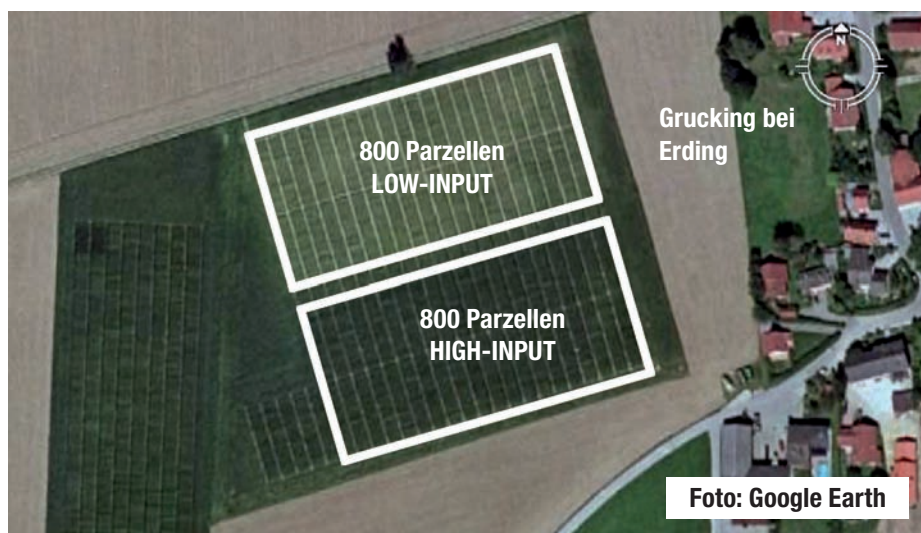 N
800 Parzellen
LOW-INPUT
Grucking bei
Erding
800 Parzellen
HIGH-INPUT
Foto: Google Earth